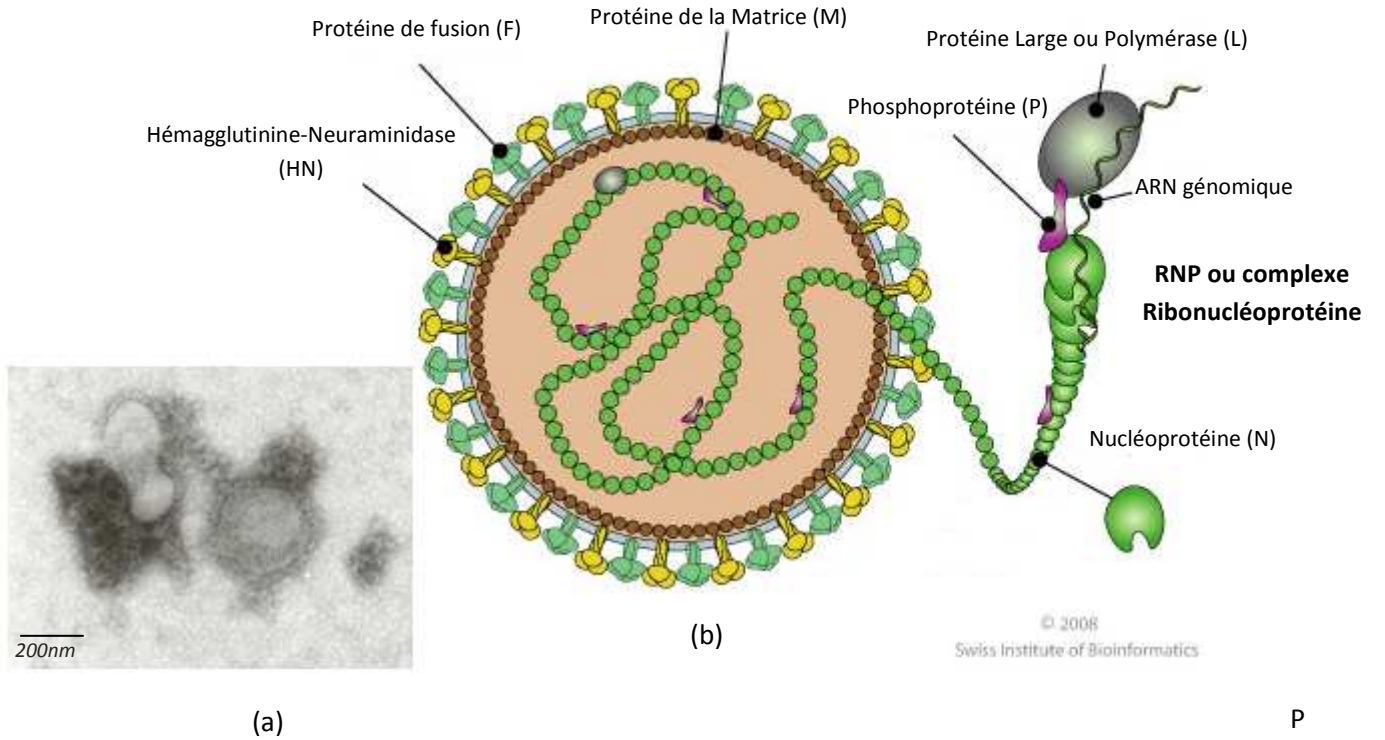 Protéine de fusion (F)
Protéine de la Matrice (M)
Protéine Large ou Polymérase (L)
Phosphoprotéine (P)
Hémagglutinine-Neuraminidase
(HN)
ARN génomique
RNP ou complexe
Ribonucléoprotéine
Nucléoprotéine (N)
200nm
(b)
© 2008
Swiss Institute of Bioinformatics
(a)
P